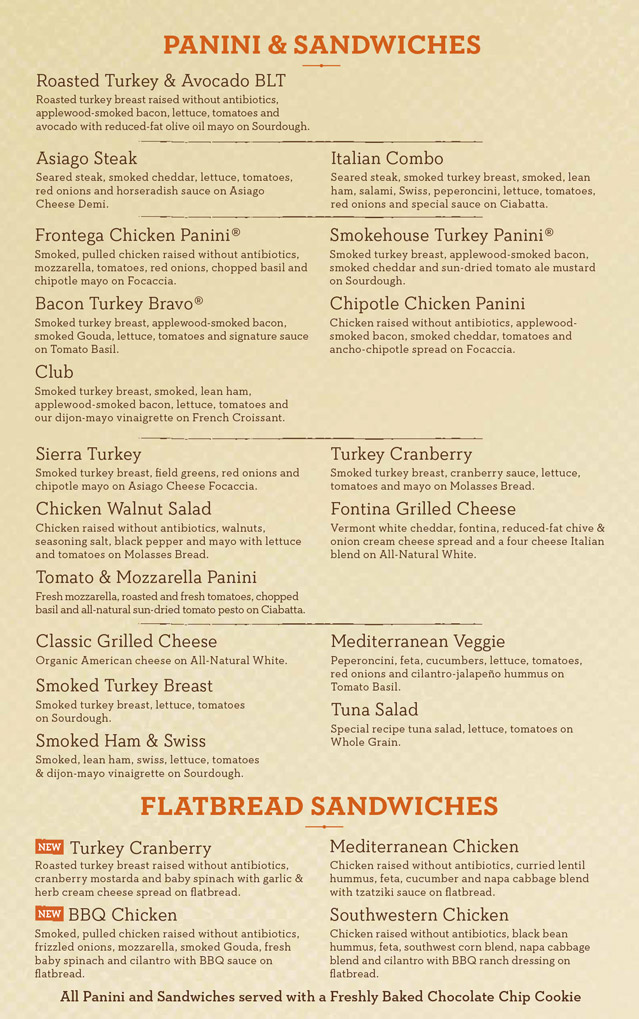 PANINI & SANDWICHES
Roasted Turkey & Avocado BLT
Roasted turkey breast raised without antibiotics,
applewood-smoked bacon, lettuce, tomatoes and
avocado with reduced-fat olive oil mayo on Sourdough.
Asiago Steak
Seared steak, smoked cheddar, lettuce, tomatoes,
red onions and horseradish sauce on Asiago
Cheese Demi.
Italian Combo
Seared steak, smoked turkey breast, smoked, lean
ham, salami, Swiss, peperoncini, lettuce, tomatoes,
red onions and special sauce on Ciabatta.
Frontega Chicken Panini®
Smoked, pulled chicken raised without antibiotics,
mozzarella, tomatoes, red onions, chopped basil and
chipotle mayo on Focaccia.
Smokehouse Turkey Panini®
Smoked turkey breast, applewood-smoked bacon,
smoked cheddar and sun-dried tomato ale mustard
on Sourdough.
Bacon Turkey Bravo®
Smoked turkey breast, applewood-smoked bacon,
smoked Gouda, lettuce, tomatoes and signature sauce
on Tomato Basil.
Chipotle Chicken Panini
Chicken raised without antibiotics, applewood-
smoked bacon, smoked cheddar, tomatoes and
ancho-chipotle spread on Focaccia.
Club
Smoked turkey breast, smoked, lean ham,
applewood-smoked bacon, lettuce, tomatoes and
our dijon-mayo vinaigrette on French Croissant.
Sierra Turkey
Smoked turkey breast, field greens, red onions and
chipotle mayo on Asiago Cheese Focaccia.
Turkey Cranberry
Smoked turkey breast, cranberry sauce, lettuce,
tomatoes and mayo on Molasses Bread.
Chicken Walnut Salad
Chicken raised without antibiotics, walnuts,
seasoning salt, black pepper and mayo with lettuce
and tomatoes on Molasses Bread.
Fontina Grilled Cheese
Vermont white cheddar, fontina, reduced-fat chive &
onion cream cheese spread and a four cheese Italian
blend on All-Natural White.
Tomato & Mozzarella Panini
Fresh mozzarella, roasted and fresh tomatoes, chopped
basil and all-natural sun-dried tomato pesto on Ciabatta.
Classic Grilled Cheese
Organic American cheese on All-Natural White.
Mediterranean Veggie
Peperoncini, feta, cucumbers, lettuce, tomatoes,
red onions and cilantro-jalapeño hummus on
Tomato Basil.
Smoked Turkey Breast
Smoked turkey breast, lettuce, tomatoes
on Sourdough.
Tuna Salad
Special recipe tuna salad, lettuce, tomatoes on
Whole Grain.
Smoked Ham & Swiss
Smoked, lean ham, swiss, lettuce, tomatoes
& dijon-mayo vinaigrette on Sourdough.
FLATBREAD SANDWICHES
NEW Turkey Cranberry
Roasted turkey breast raised without antibiotics,
cranberry mostarda and baby spinach with garlic &
herb cream cheese spread on flatbread.
Mediterranean Chicken
Chicken raised without antibiotics, curried lentil
hummus, feta, cucumber and napa cabbage blend
with tzatziki sauce on flatbread.
NEW BBQ Chicken
Smoked, pulled chicken raised without antibiotics,
frizzled onions, mozzarella, smoked Gouda, fresh
baby spinach and cilantro with BBQ sauce on
flatbread.
Southwestern Chicken
Chicken raised without antibiotics, black bean
hummus, feta, southwest corn blend, napa cabbage
blend and cilantro with BBQ ranch dressing on
flatbread.
All Panini and Sandwiches served with a Freshly Baked Chocolate Chip Cookie